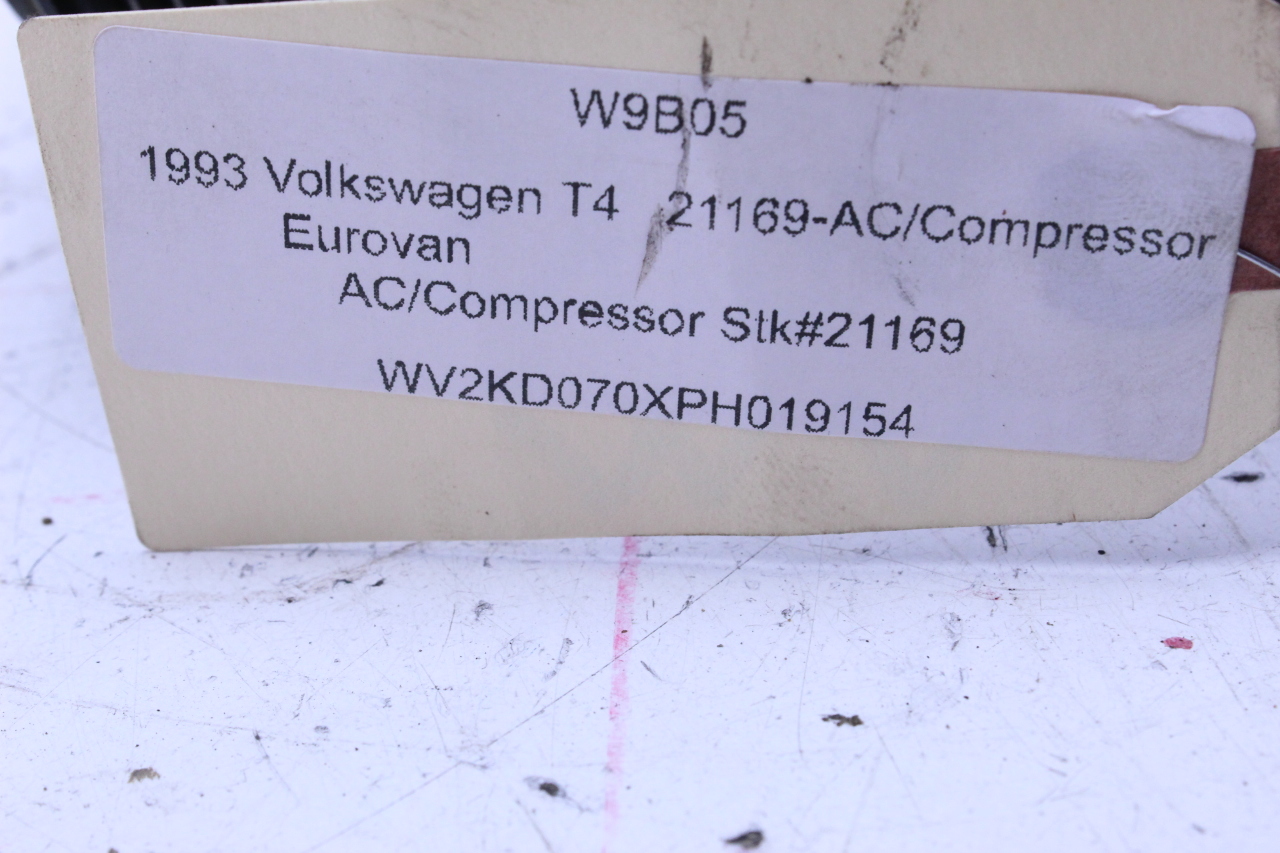 W9B05
1993 Volkswagen T4 21169-AC/Compressor
Eurovan
AC/Compressor Stk#21169
WV2KD070XPH019154